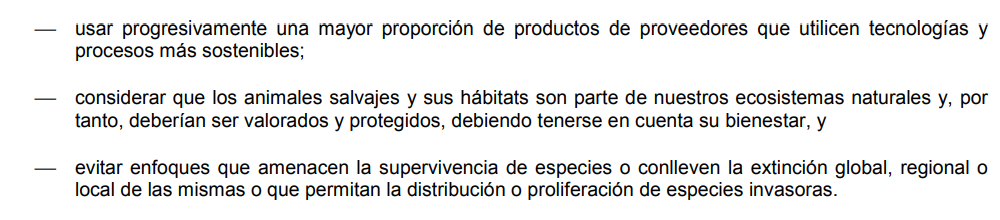 — usar progresivamente una mayor proporción de productos de proveedores que utilicen tecnologías y
procesos más sostenibles;
— considerar que los animales salvajes y sus hábitats son parte de nuestros ecosistemas naturales y, por
tanto, deberían ser valorados y protegidos, debiendo tenerse en cuenta su bienestar, y
— evitar enfoques que amenacen la supervivencia de especies o conlleven la extinción global, regional o
local de las mismas o que permitan la distribución o proliferación de especies invasoras.